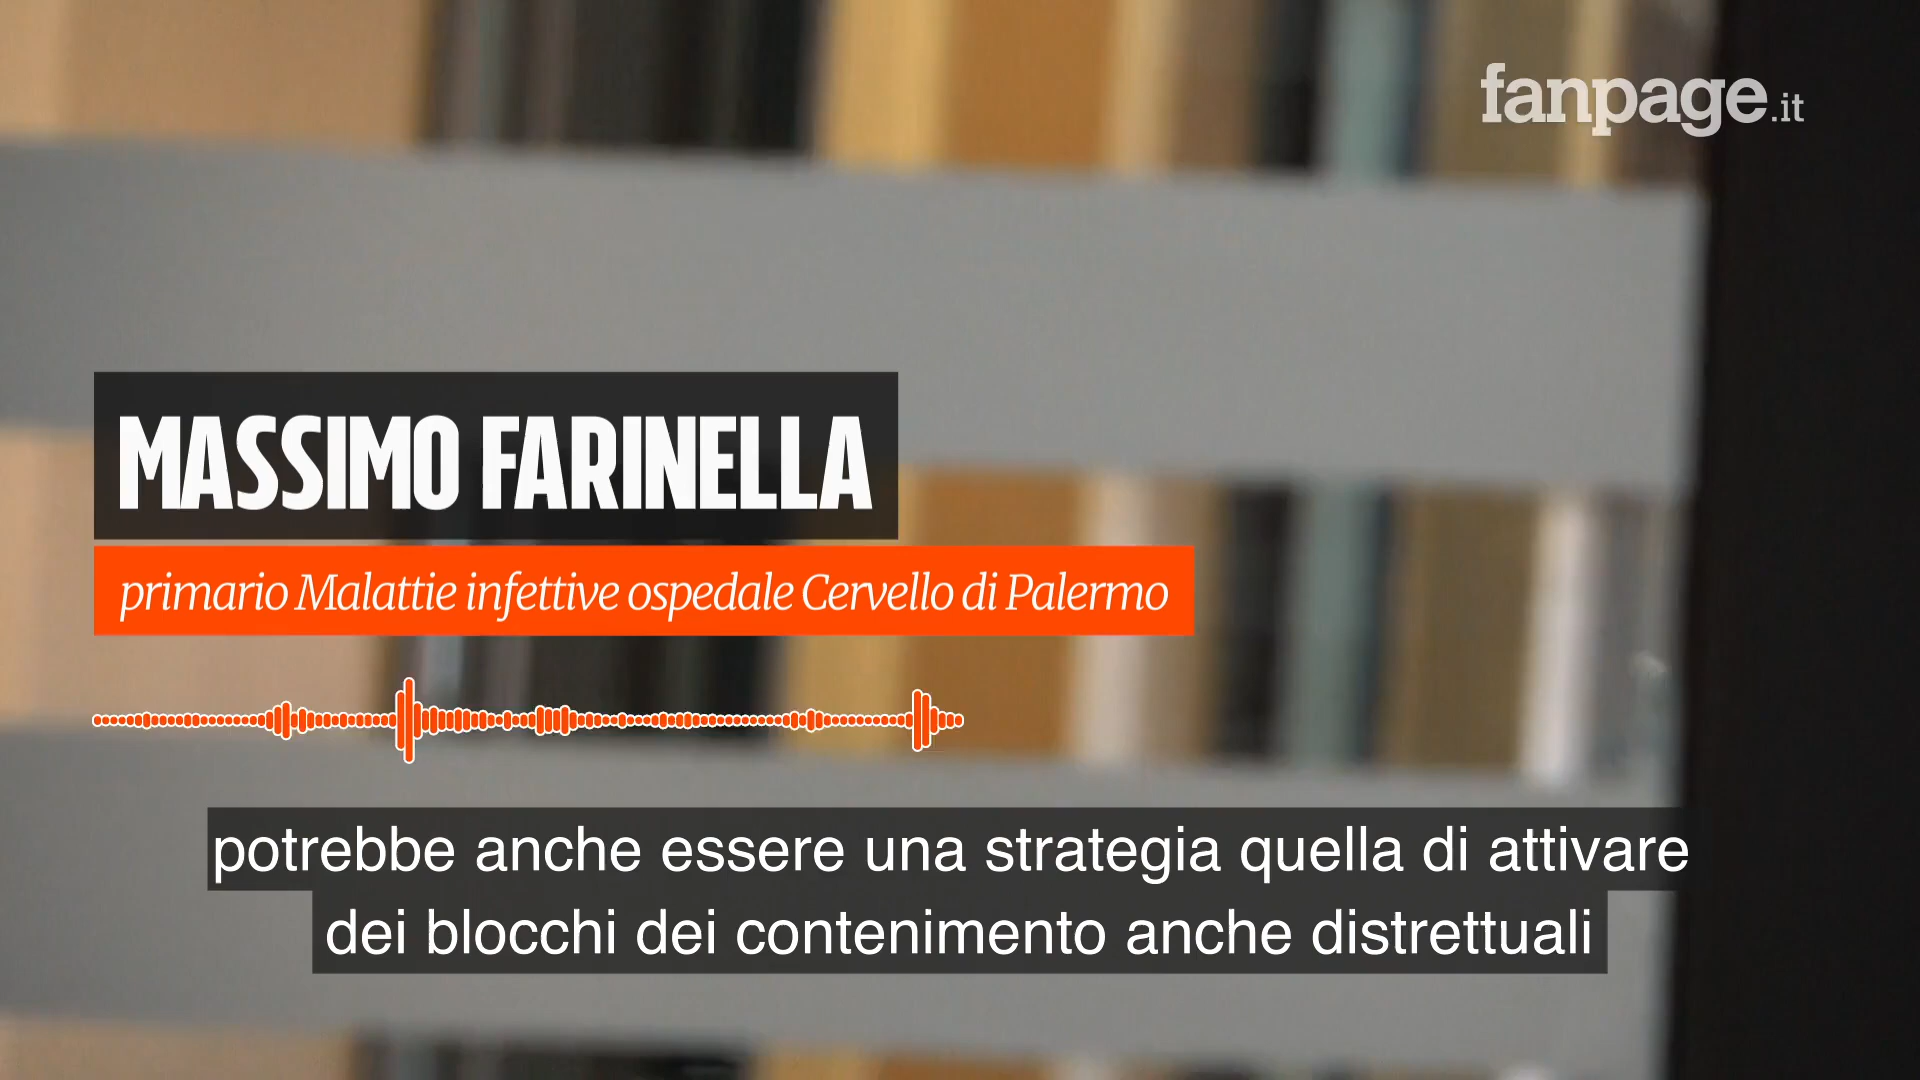 fanpage.it
MASSIMO FARINELLA
primario Malattie infettive ospedale Cervello di Palermo
potrebbe anche essere una strategia quella di attivare
dei blocchi dei contenimento anche distrettuali